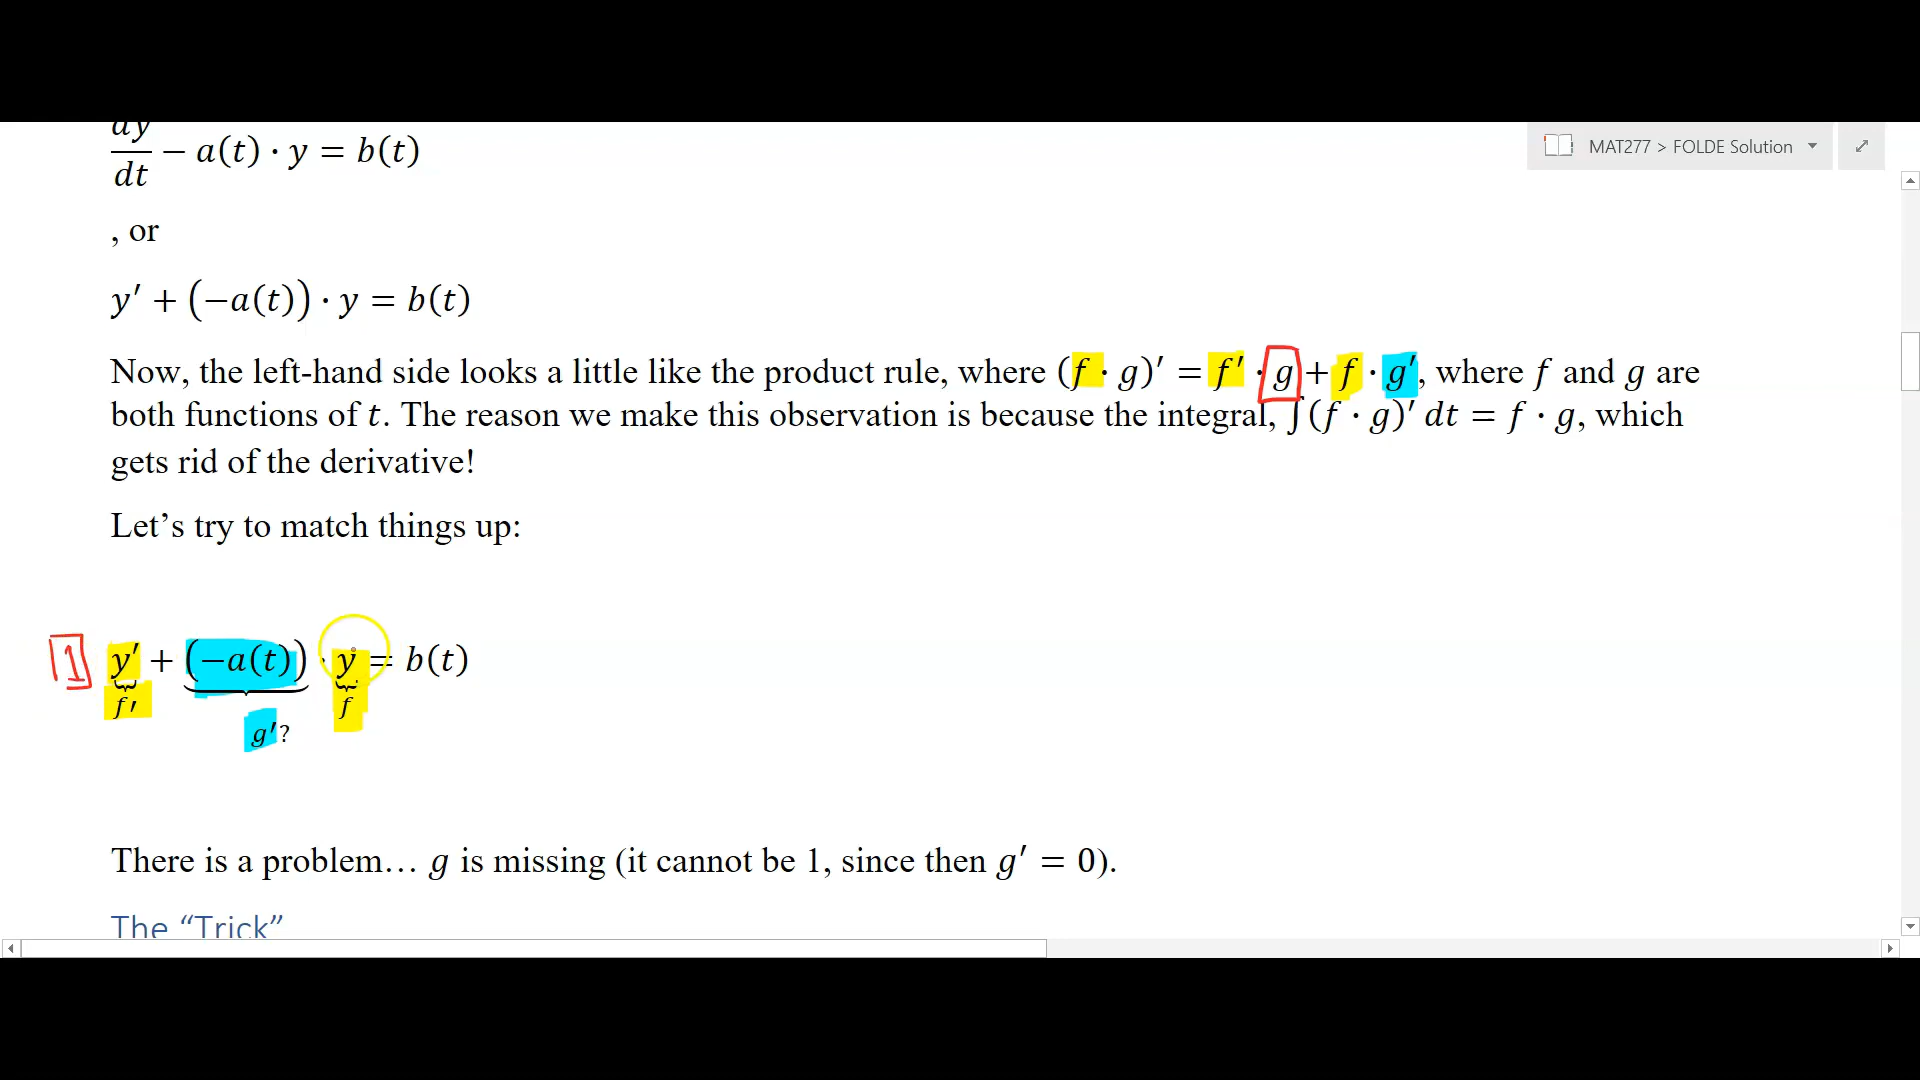 MAT277 > FOLDE Solution
dy/dt − a(t) · y = b(t)
, or
y′ + (−a(t)) · y = b(t)
Now, the left-hand side looks a little like the product rule, where (f · g)′ = f′ · g + f · g′, where f and g are
both functions of t. The reason we make this observation is because the integral, ∫(f · g)′ dt = f · g, which
gets rid of the derivative!
Let’s try to match things up:
1 y′ + (−a(t)) · y = b(t)
f′ f
g′?
There is a problem… g is missing (it cannot be 1, since then g′ = 0).
The “Trick”